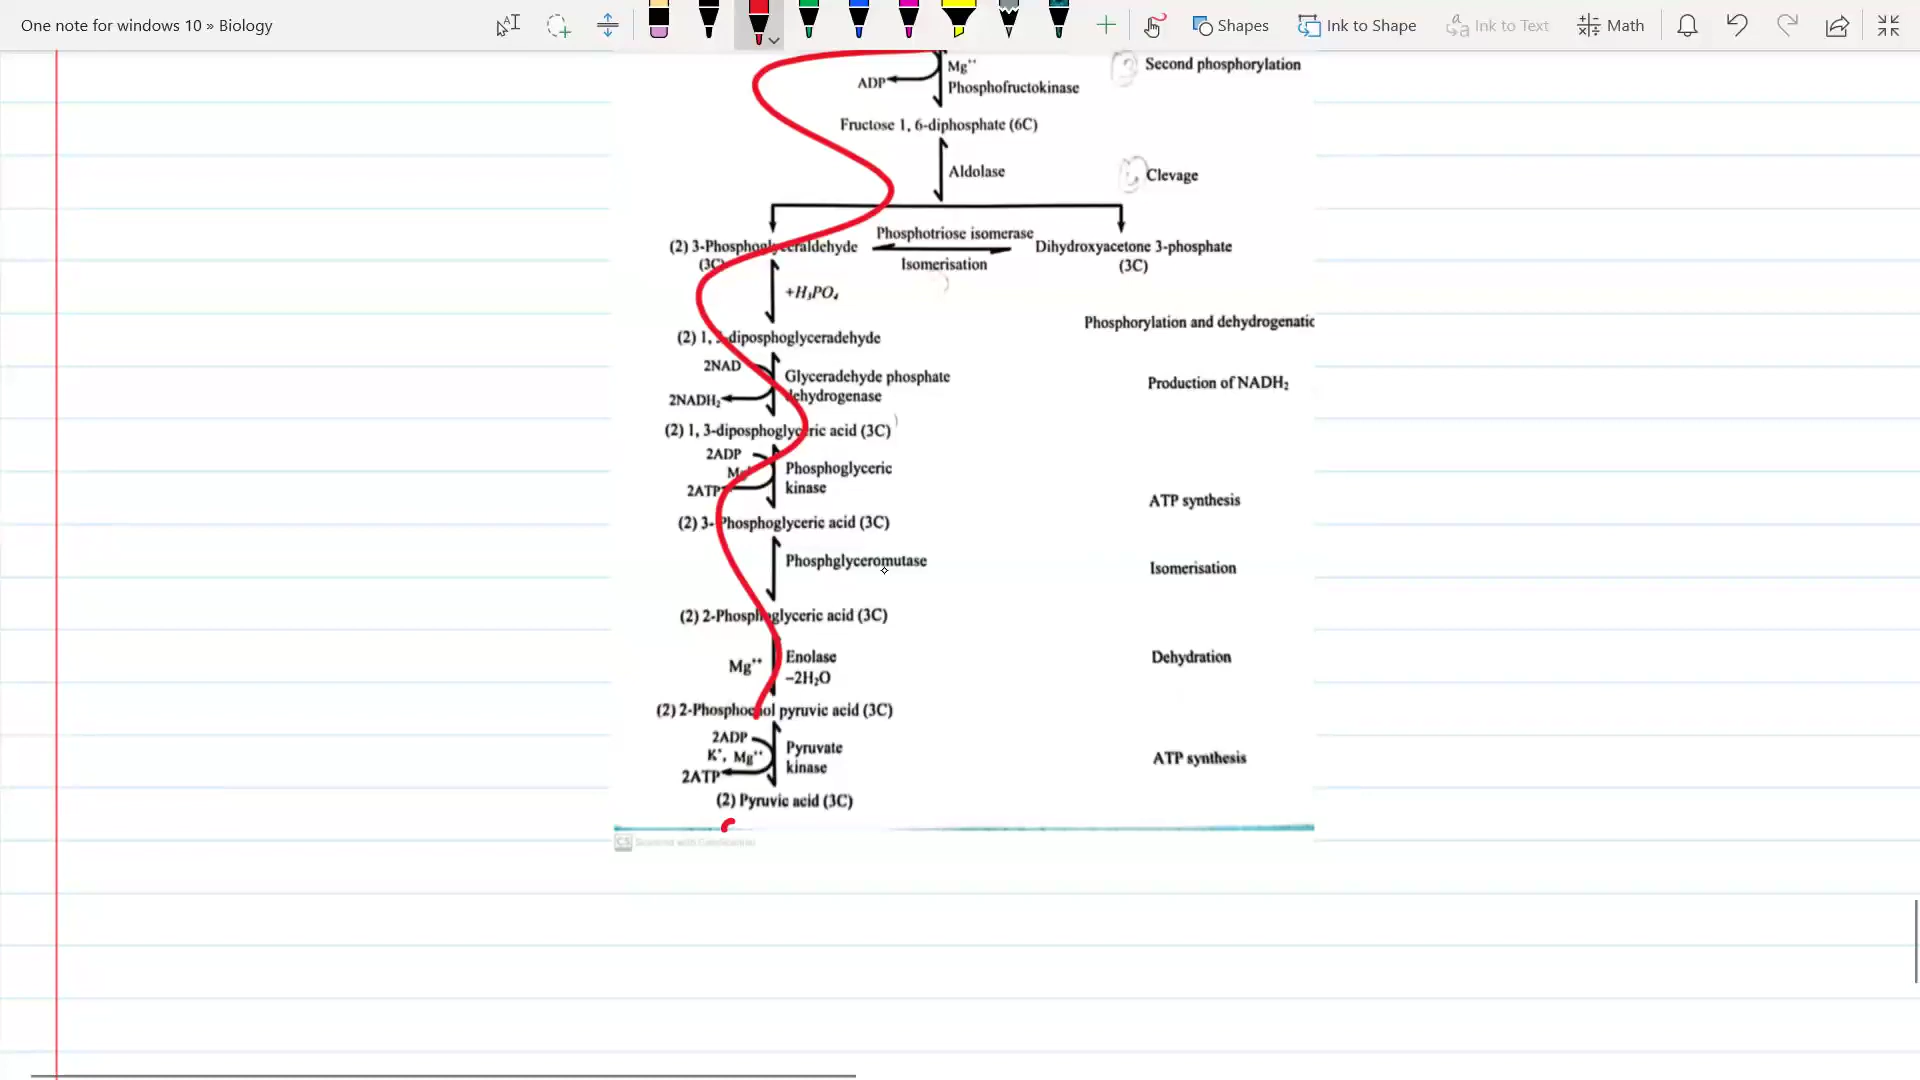 One note for windows 10 » Biology
Shapes
Ink to Shape
Ink to Text
Math
Mg⁺⁺
Second phosphorylation
ADP
Phosphofructokinase
Fructose 1, 6-diphosphate (6C)
Aldolase
Clevage
(2) 3-Phosphoglyceraldehyde
Phosphotriose isomerase
Dihydroxyacetone 3-phosphate
(3C)
Isomerisation
(3C)
+H₃PO₄
Phosphorylation and dehydrogenatic
(2) 1, 3-diposphoglyceradehyde
2NAD
Glyceradehyde phosphate
Production of NADH₂
dehydrogenase
2NADH₂
(2) 1, 3-diposphoglyceric acid (3C)
2ADP
Mg⁺⁺
Phosphoglyceric
2ATP
kinase
ATP synthesis
(2) 3-Phosphoglyceric acid (3C)
Phosphglyceromutase
Isomerisation
(2) 2-Phosphoglyceric acid (3C)
Mg⁺⁺
Enolase
Dehydration
–2H₂O
(2) 2-Phosphoenol pyruvic acid (3C)
2ADP
K⁺, Mg⁺⁺
Pyruvate
2ATP
kinase
ATP synthesis
(2) Pyruvic acid (3C)
CS Scanned with CamScanner